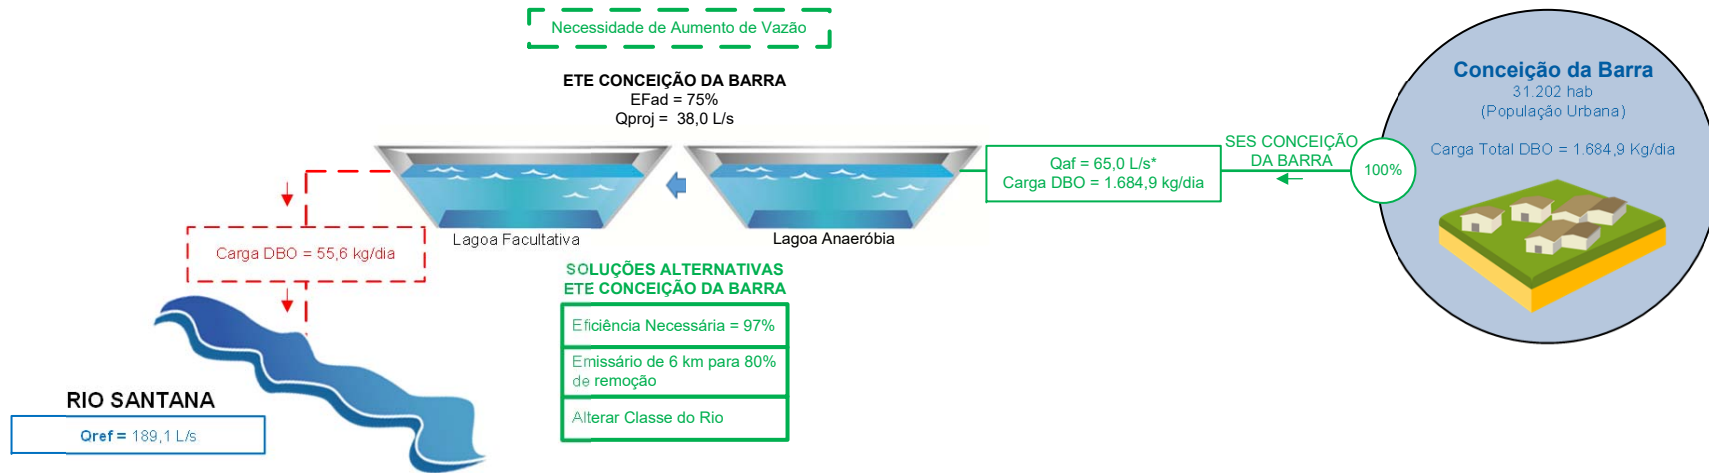 Necessidade de Aumento de Vazão
ETE CONCEIÇÃO DA BARRA
EFad = 75%
Qproj = 38,0 L/s
Conceição da Barra
31.202 hab
(População Urbana)
Carga Total DBO = 1.684,9 Kg/dia
SES CONCEIÇÃO
DA BARRA
100%
Qaf = 65,0 L/s*
Carga DBO = 1.684,9 kg/dia
Lagoa Facultativa
Lagoa Anaeróbia
Carga DBO = 55,6 kg/dia
SOLUÇÕES ALTERNATIVAS
ETE CONCEIÇÃO DA BARRA
Eficiência Necessária = 97%
Emissário de 6 km para 80%
de remoção
Alterar Classe do Rio
RIO SANTANA
Qref = 189,1 L/s